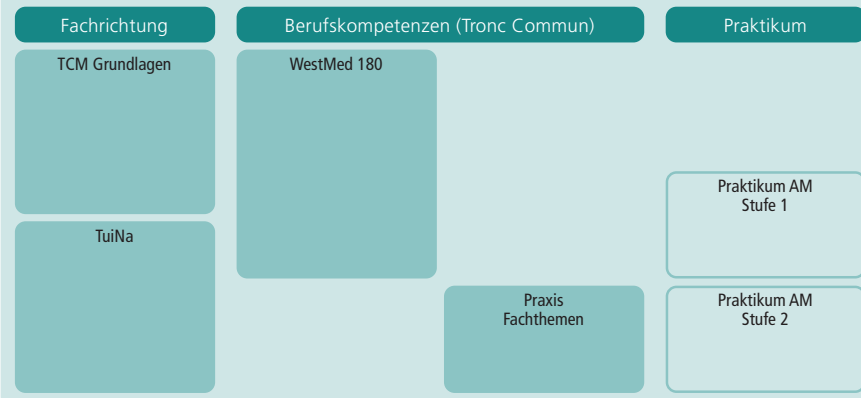 Fachrichtung
Berufskompetenzen (Tronc Commun)
Praktikum
TCM Grundlagen
WestMed 180
Praktikum AM
Stufe 1
TuiNa
Praxis
Fachthemen
Praktikum AM
Stufe 2